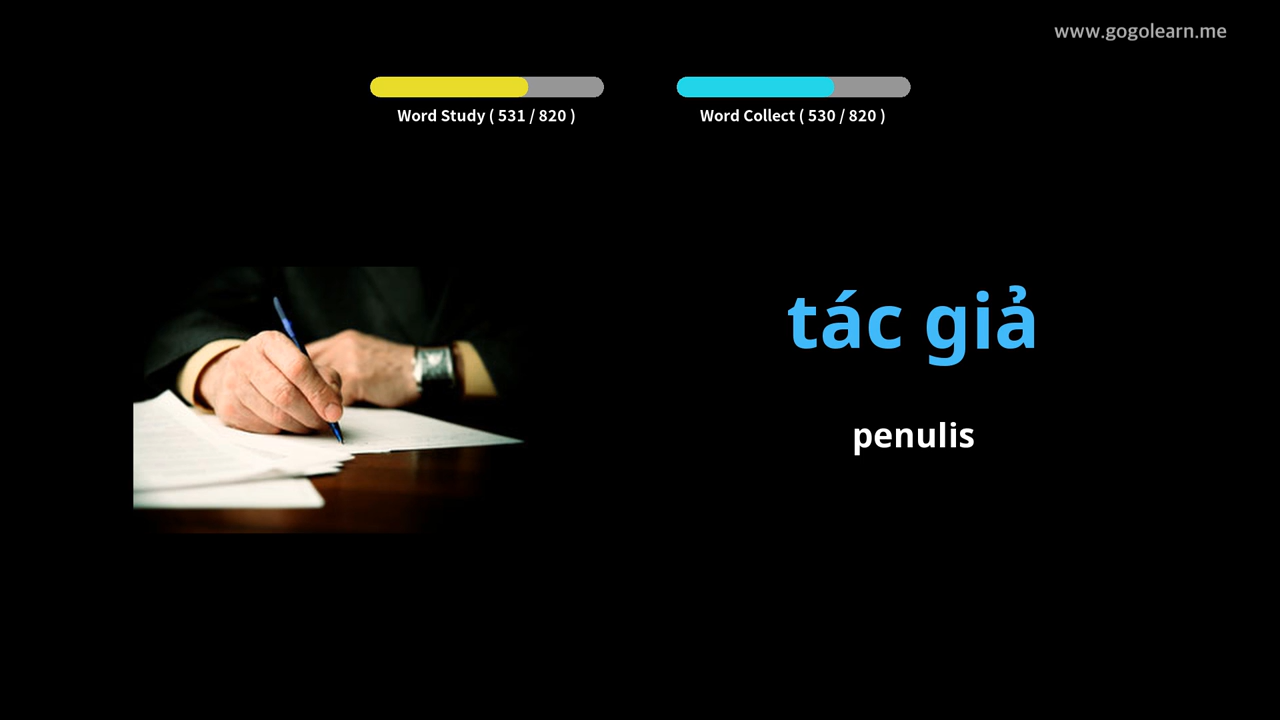 www.gogolearn.me
Word Study ( 531 / 820 )
Word Collect ( 530 / 820 )
tác giả
penulis